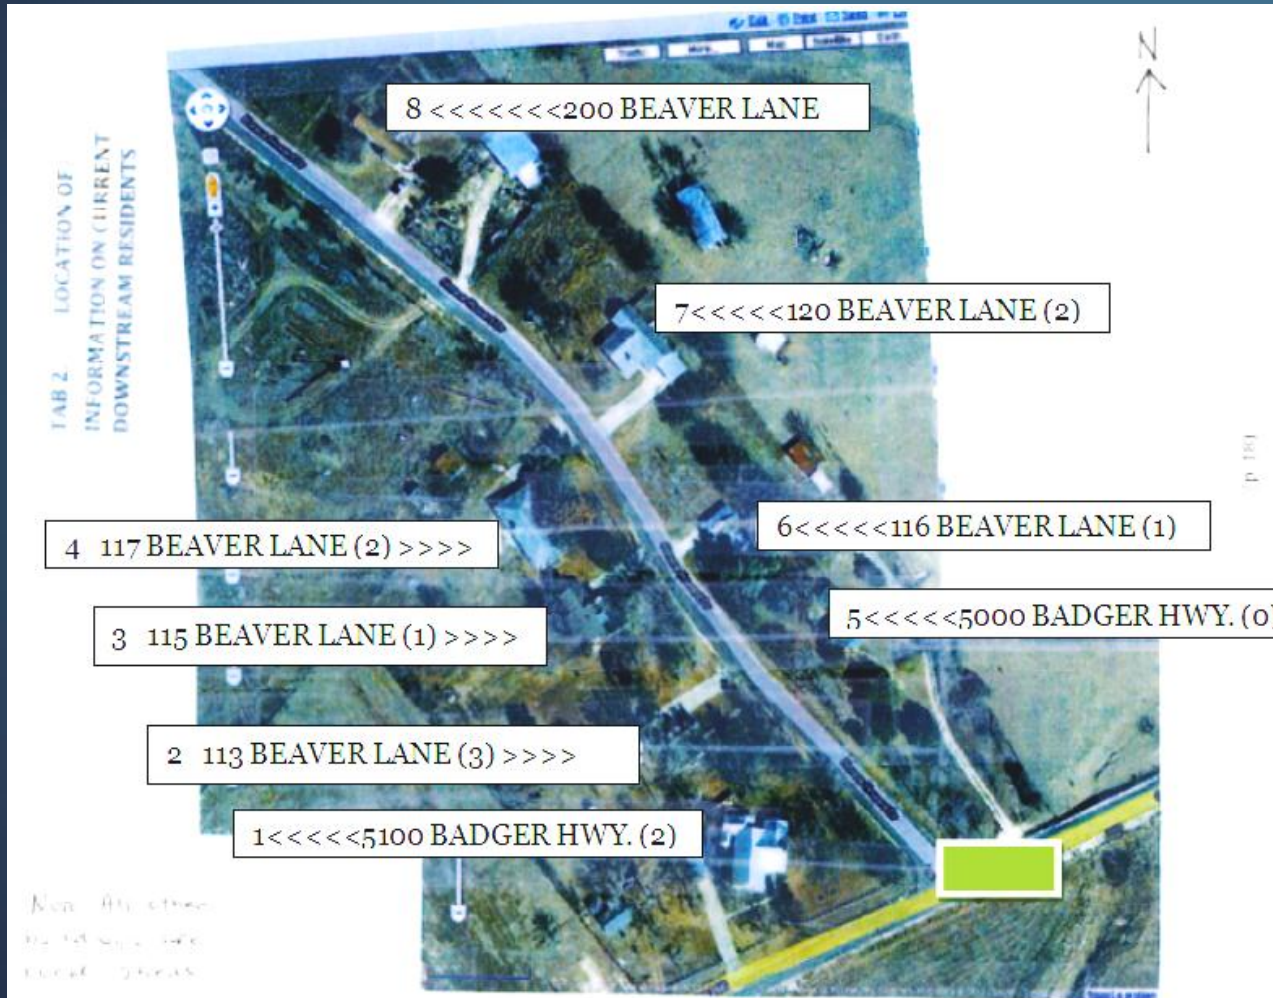 N
TAB 2 LOCATION OF
INFORMATION ON CURRENT
DOWNSTREAM RESIDENTS
8 <<<<<<<200 BEAVER LANE
7<<<<<120 BEAVER LANE (2)
6<<<<<116 BEAVER LANE (1)
5<<<<<5000 BADGER HWY. (0)
4 117 BEAVER LANE (2) >>>>
3 115 BEAVER LANE (1) >>>>
2 113 BEAVER LANE (3) >>>>
1<<<<<5100 BADGER HWY. (2)